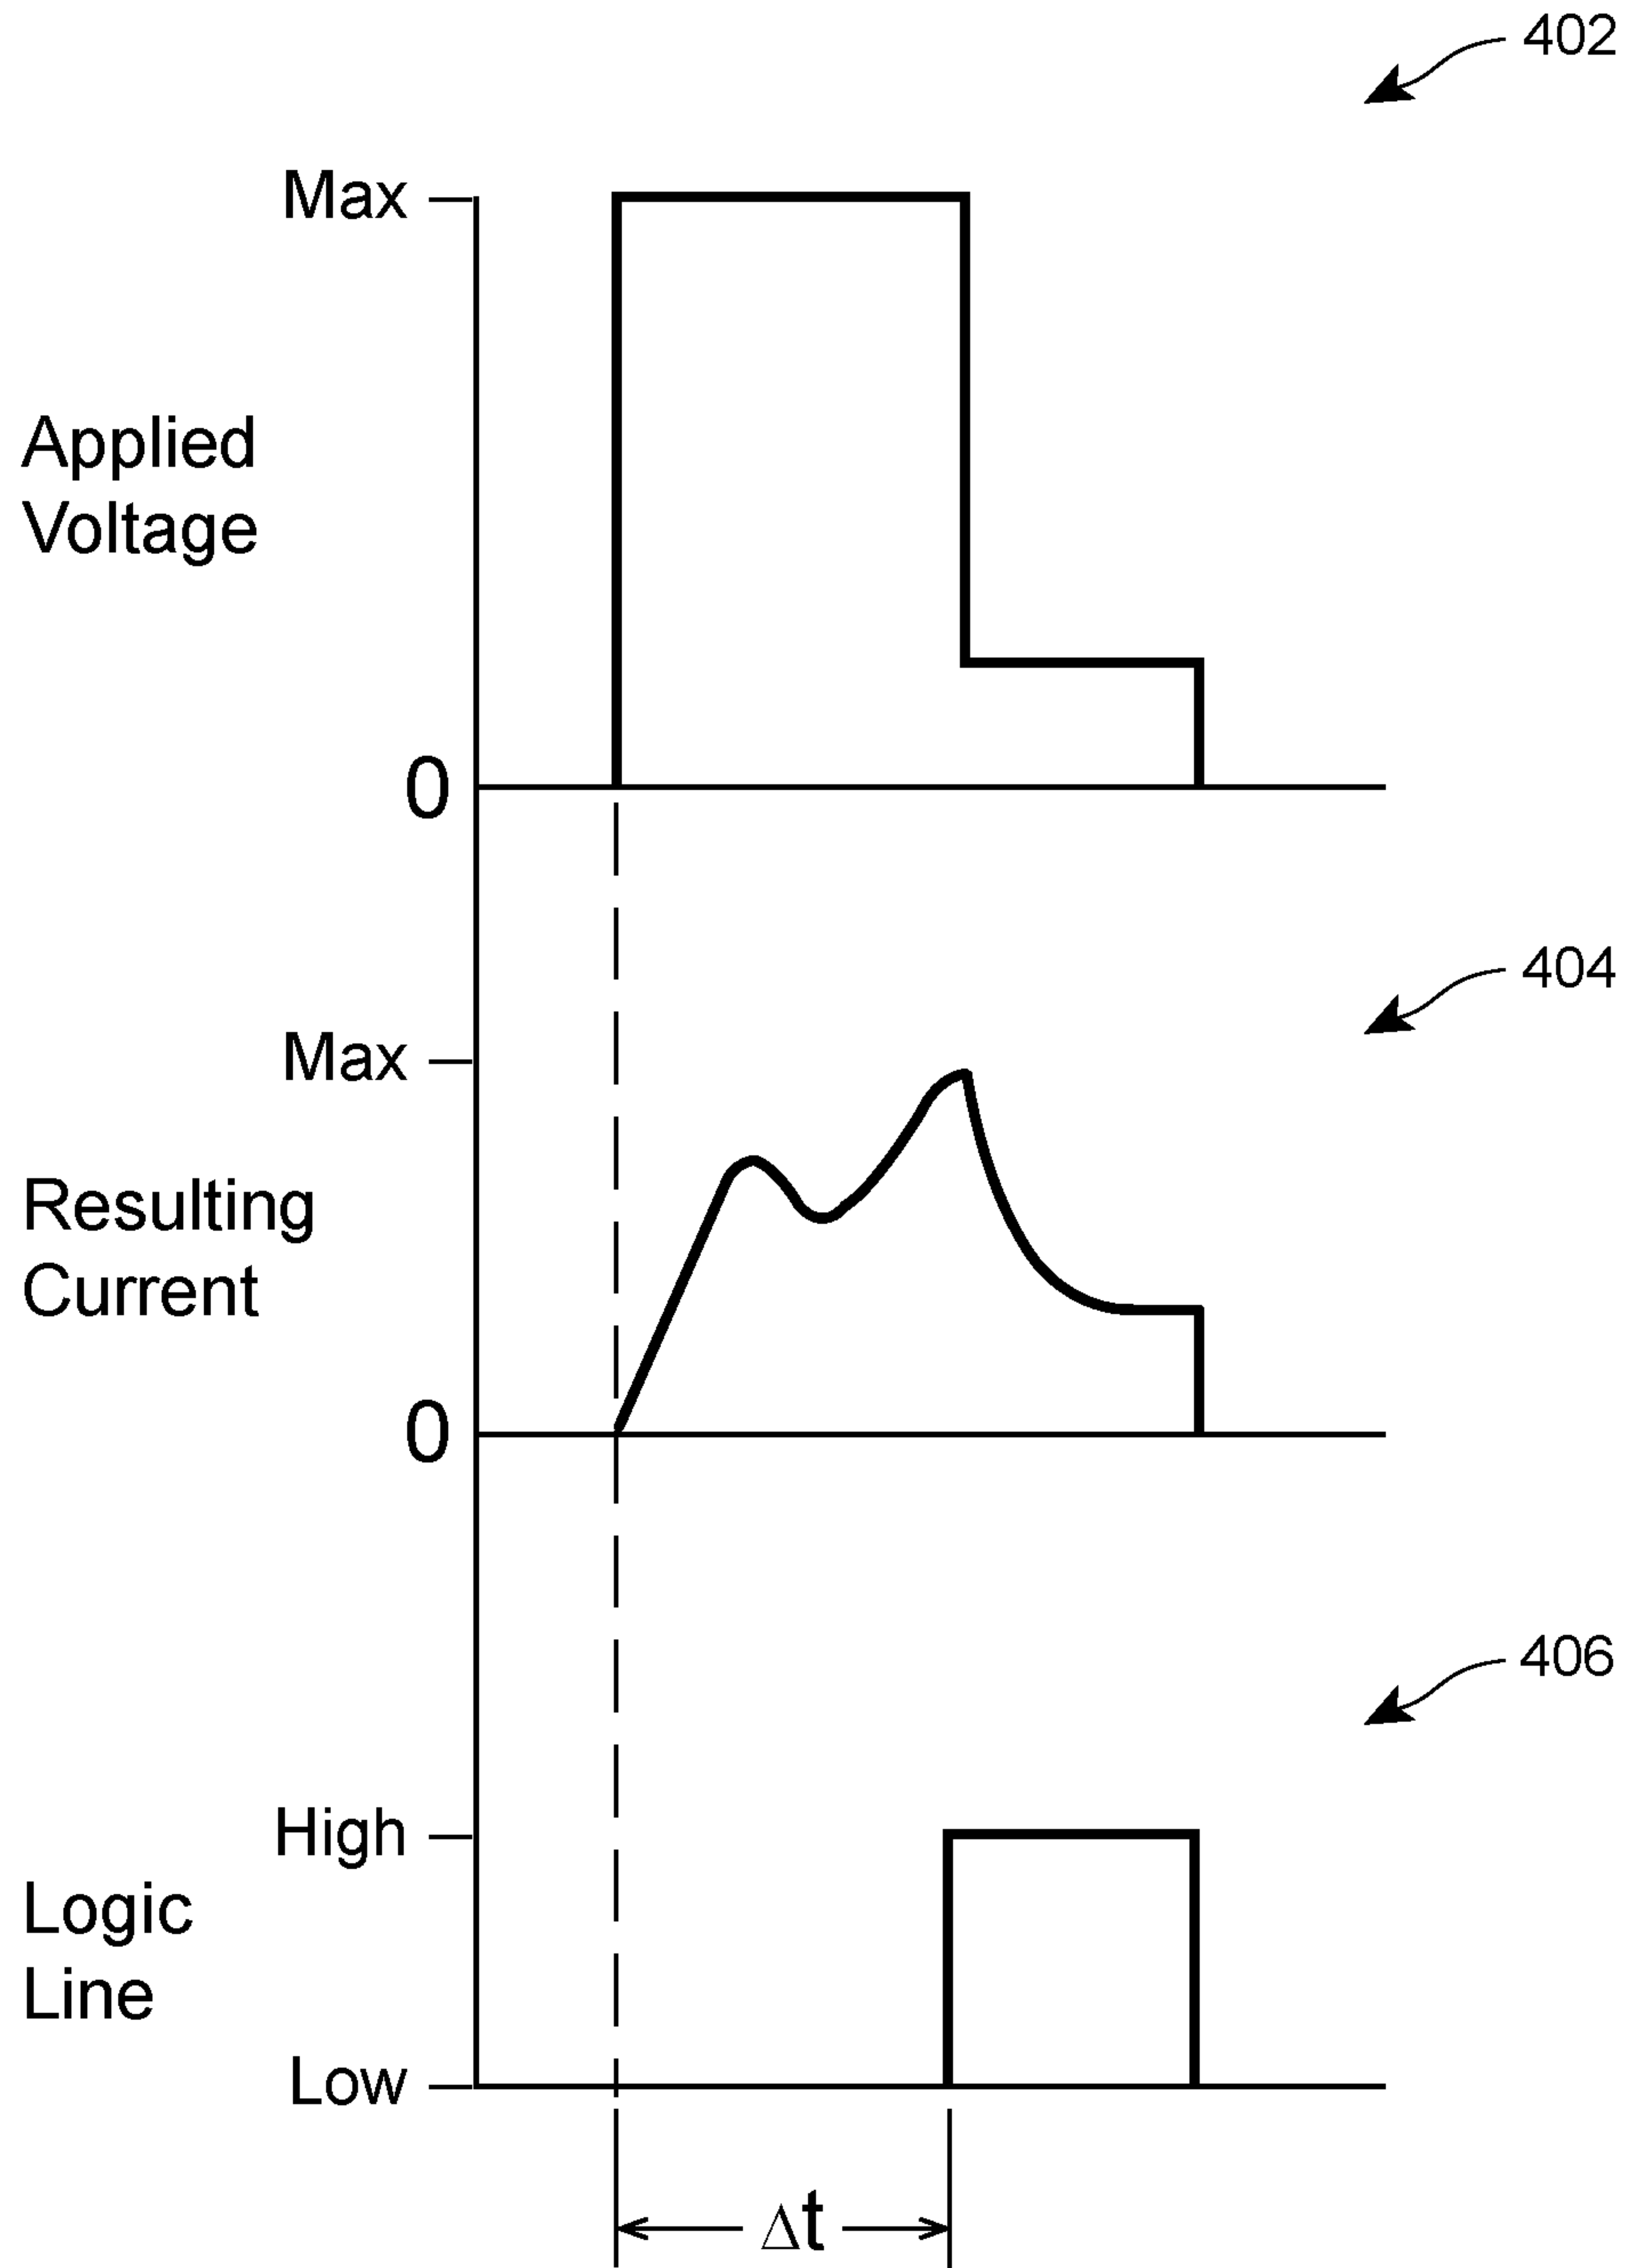 402
Max
Applied
Voltage
0
404
Max
Resulting
Current
0
406
High
Logic
Line
Low
Δt